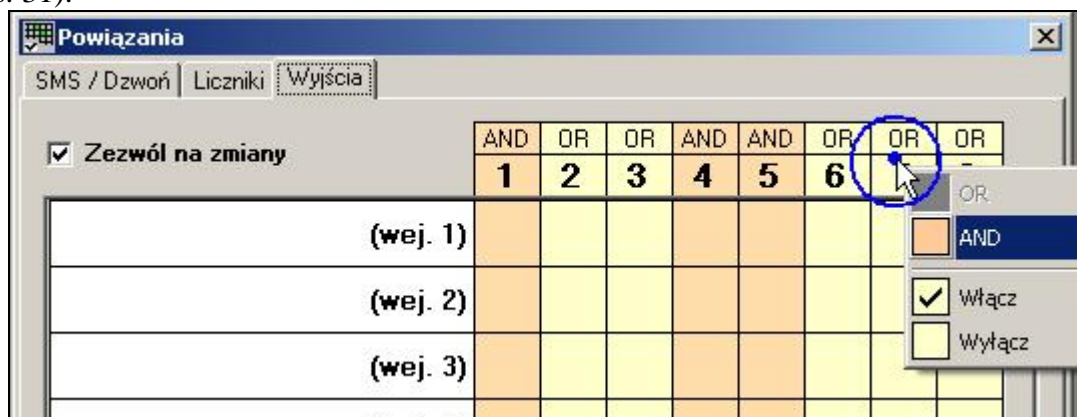 s. 51).
Powiązania
SMS / Dzwoń Liczniki Wyjścia
Zezwól na zmiany
AND OR OR AND AND OR OR OR
1 2 3 4 5 6
OR
AND
Włącz
Wyłącz
(wej. 1)
(wej. 2)
(wej. 3)